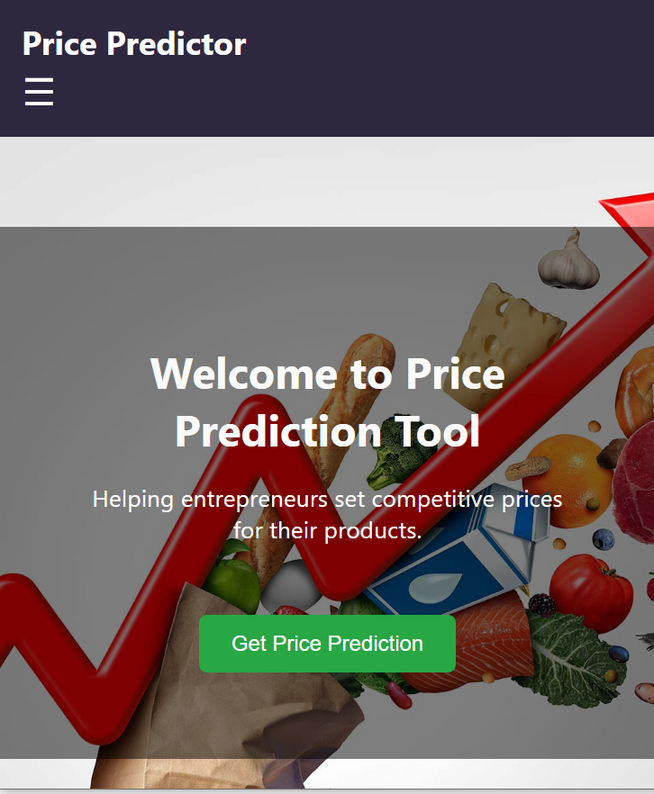 Price Predictor
Welcome to Price
Prediction Tool
Helping entrepreneurs set competitive prices
for their products.
Get Price Prediction